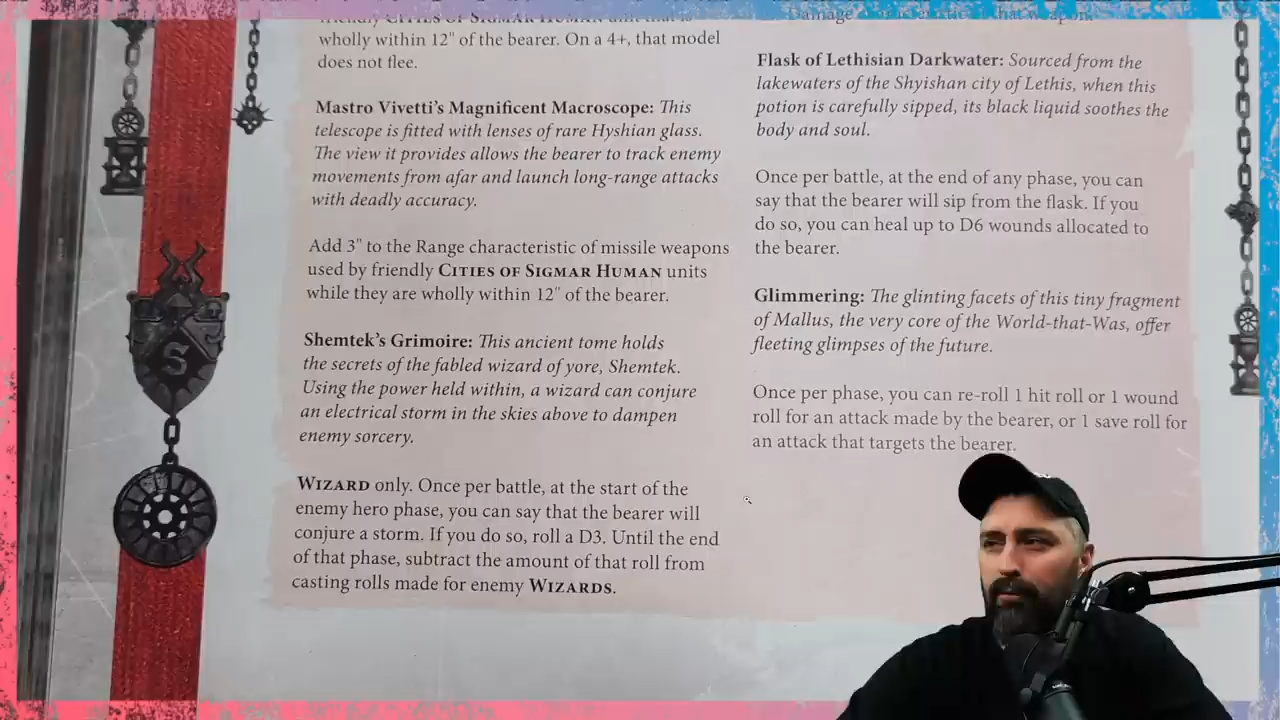 friendly CITIES OF SIGMAR HUMAN unit that is
wholly within 12" of the bearer. On a 4+, that model
does not flee.
Mastro Vivetti's Magnificent Macroscope: This
telescope is fitted with lenses of rare Hyshian glass.
The view it provides allows the bearer to track enemy
movements from afar and launch long-range attacks
with deadly accuracy.
Add 3" to the Range characteristic of missile weapons
used by friendly CITIES OF SIGMAR HUMAN units
while they are wholly within 12" of the bearer.
Shemtek's Grimoire: This ancient tome holds
the secrets of the fabled wizard of yore, Shemtek.
Using the power held within, a wizard can conjure
an electrical storm in the skies above to dampen
enemy sorcery.
WIZARD only. Once per battle, at the start of the
enemy hero phase, you can say that the bearer will
conjure a storm. If you do so, roll a D3. Until the end
of that phase, subtract the amount of that roll from
casting rolls made for enemy WIZARDS.
Damage weapon.
Flask of Lethisian Darkwater: Sourced from the
lakewaters of the Shyishan city of Lethis, when this
potion is carefully sipped, its black liquid soothes the
body and soul.
Once per battle, at the end of any phase, you can
say that the bearer will sip from the flask. If you
do so, you can heal up to D6 wounds allocated to
the bearer.
Glimmering: The glinting facets of this tiny fragment
of Mallus, the very core of the World-that-Was, offer
fleeting glimpses of the future.
Once per phase, you can re-roll 1 hit roll or 1 wound
roll for an attack made by the bearer, or 1 save roll for
an attack that targets the bearer.
S